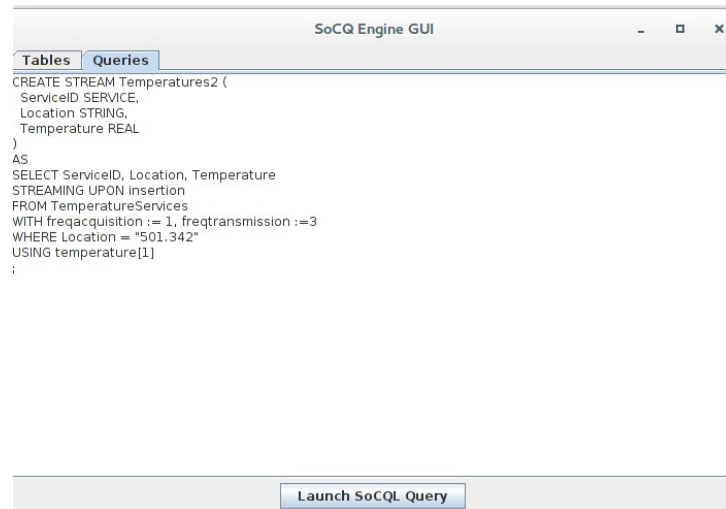 SoCQ Engine GUI
Tables Queries
CREATE STREAM Temperatures2 (
ServiceID SERVICE,
Location STRING,
Temperature REAL
)
AS
SELECT ServiceID, Location, Temperature
STREAMING UPON insertion
FROM TemperatureServices
WITH freqacquisition := 1, freqtransmission :=3
WHERE Location = "501.342"
USING temperature[1]
;
Launch SoCQL Query